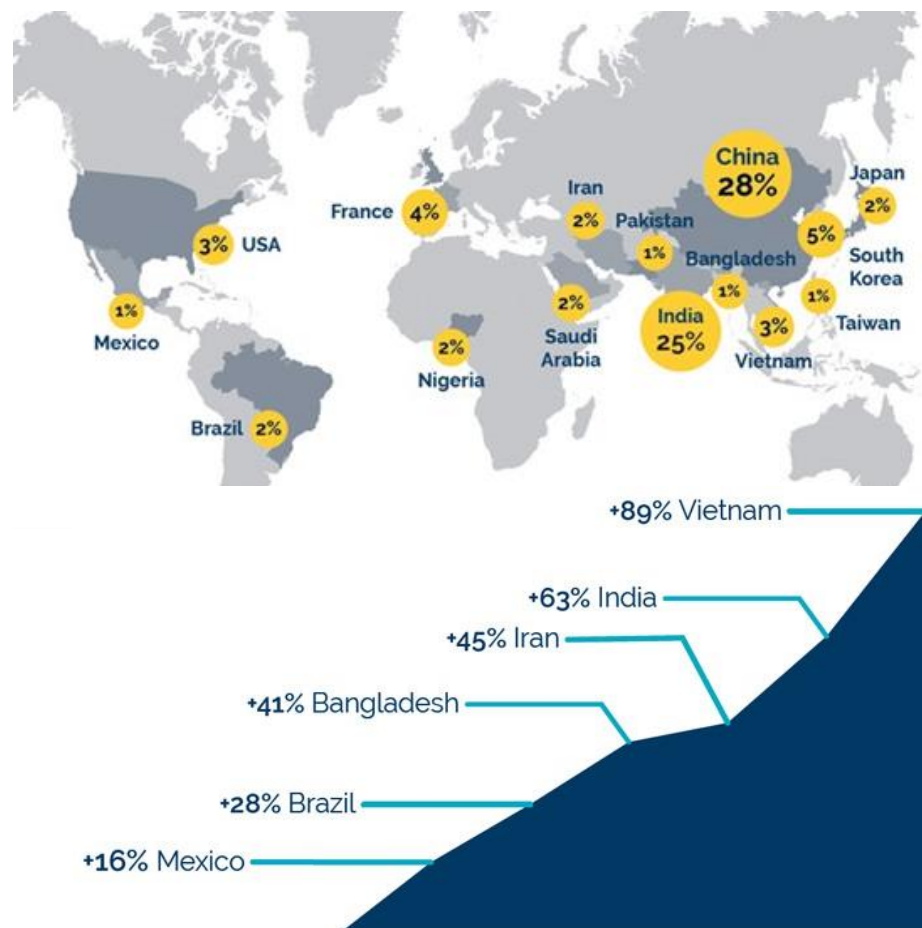 China
28%
Japan
2%
Iran
2%
France
4%
Pakistan
1%
5%
South
Korea
3%
USA
Bangladesh
1%
1%
Taiwan
1%
Mexico
2%
Saudi
Arabia
India
25%
3%
Vietnam
2%
Nigeria
Brazil
2%
+89% Vietnam
+63% India
+45% Iran
+41% Bangladesh
+28% Brazil
+16% Mexico